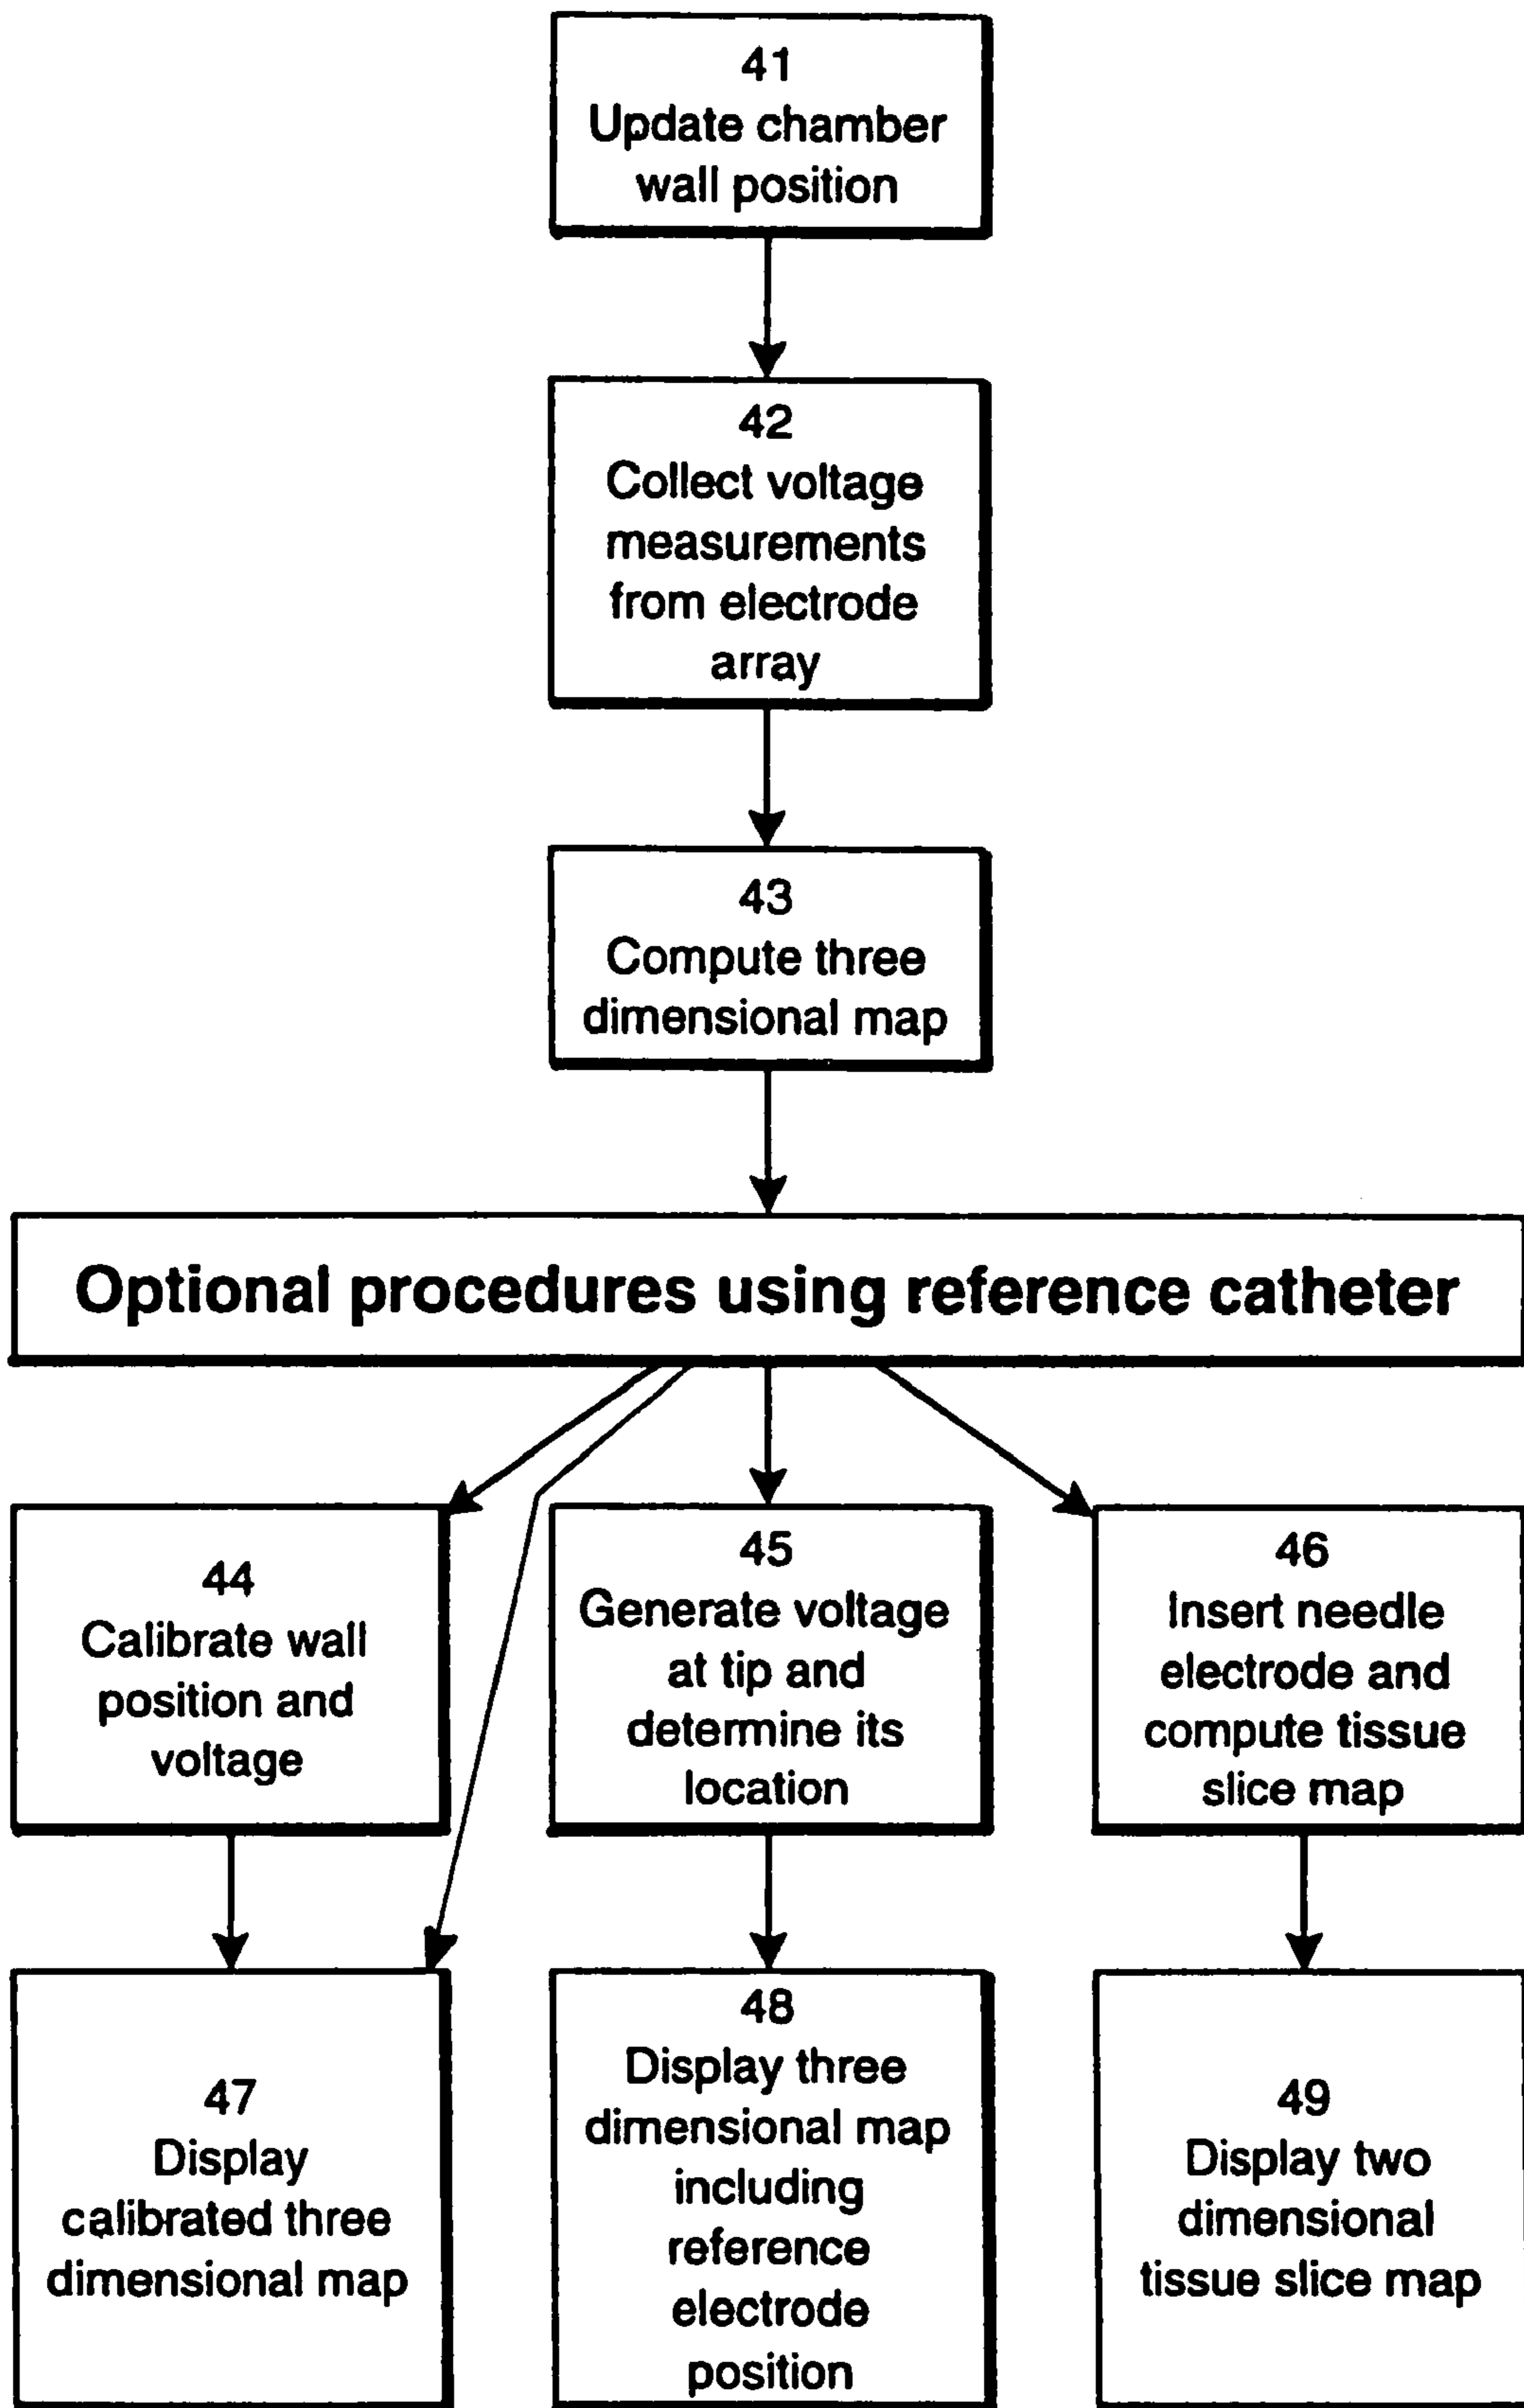 41
Update chamber
wall position
42
Collect voltage
measurements
from electrode
array
43
Compute three
dimensional map
Optional procedures using reference catheter
44
Calibrate wall
position and
voltage
45
Generate voltage
at tip and
determine its
location
46
Insert needle
electrode and
compute tissue
slice map
47
Display
calibrated three
dimensional map
48
Display three
dimensional map
including
reference
electrode
position
49
Display two
dimensional
tissue slice map